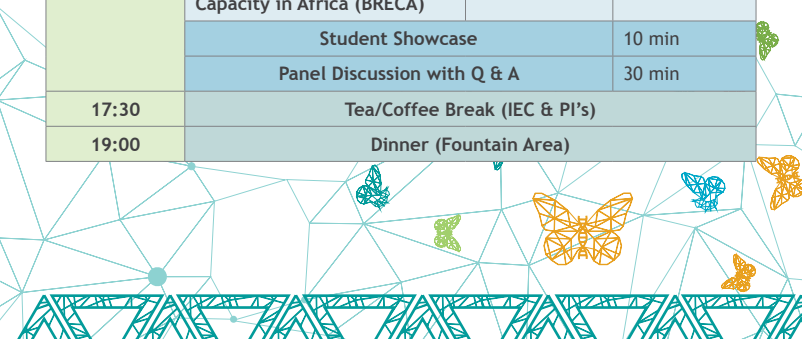 Capacity in Africa (BRECA)
Student Showcase 10 min
Panel Discussion with Q & A 30 min
17:30 Tea/Coffee Break (IEC & PI’s)
19:00 Dinner (Fountain Area)